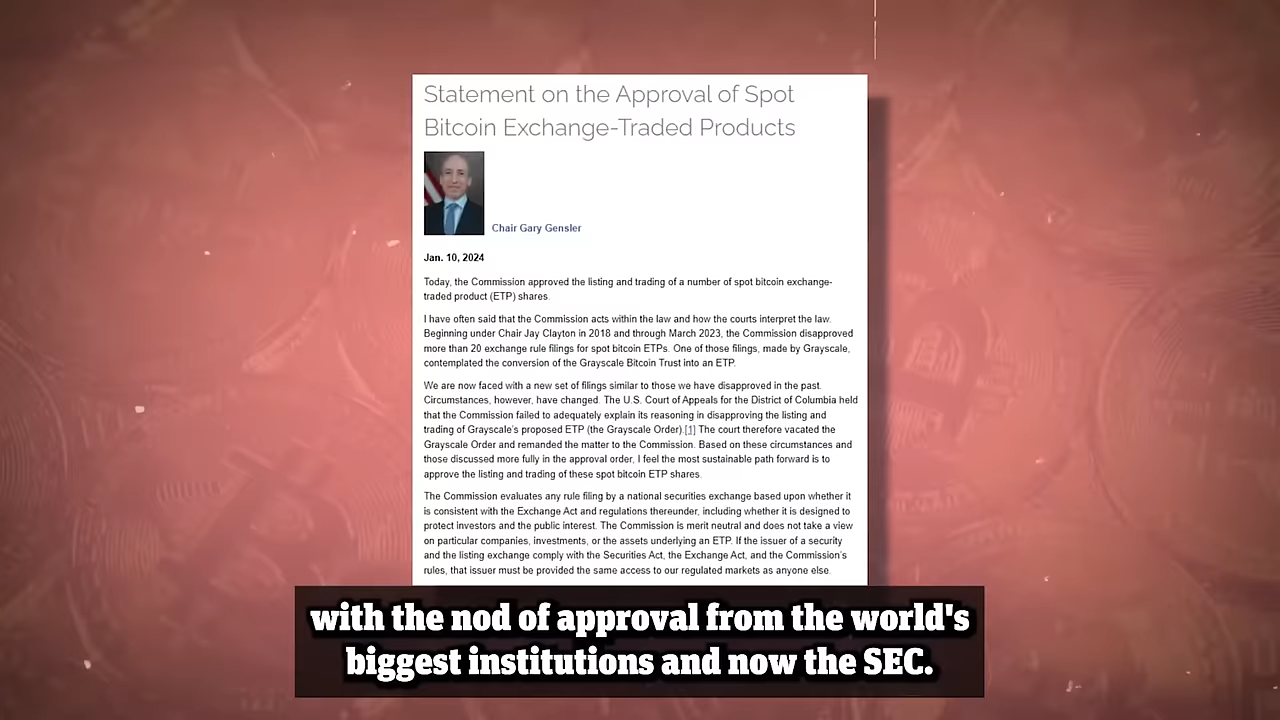 Statement on the Approval of Spot
Bitcoin Exchange-Traded Products
Chair Gary Gensler
Jan. 10, 2024
Today, the Commission approved the listing and trading of a number of spot bitcoin exchange-
traded product (ETP) shares.
I have often said that the Commission acts within the law and how the courts interpret the law.
Beginning under Chair Jay Clayton in 2018 and through March 2023, the Commission disapproved
more than 20 exchange rule filings for spot bitcoin ETPs. One of those filings, made by Grayscale,
contemplated the conversion of the Grayscale Bitcoin Trust into an ETP.
We are now faced with a new set of filings similar to those we have disapproved in the past.
Circumstances, however, have changed. The U.S. Court of Appeals for the District of Columbia held
that the Commission failed to adequately explain its reasoning in disapproving the listing and
trading of Grayscale's proposed ETP (the Grayscale Order).[1] The court therefore vacated the
Grayscale Order and remanded the matter to the Commission. Based on these circumstances and
those discussed more fully in the approval order, I feel the most sustainable path forward is to
approve the listing and trading of these spot bitcoin ETP shares.
The Commission evaluates any rule filing by a national securities exchange based upon whether it
is consistent with the Exchange Act and regulations thereunder, including whether it is designed to
protect investors and the public interest. The Commission is merit neutral and does not take a view
on particular companies, investments, or the assets underlying an ETP. If the issuer of a security
and the listing exchange comply with the Securities Act, the Exchange Act, and the Commission's
rules, that issuer must be provided the same access to our regulated markets as anyone else.
with the nod of approval from the world's
biggest institutions and now the SEC.